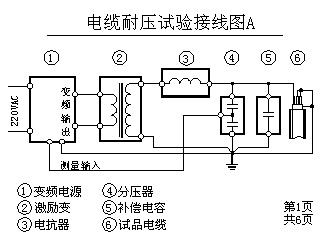 电缆耐压试验接线图A
① ② ③ ④ ⑤ ⑥
220VAC
变频输出
测量输入
①变频电源 ④分压器
②激励变 ⑤补偿电容
③电抗器 ⑥试品电缆
第1页
共6页